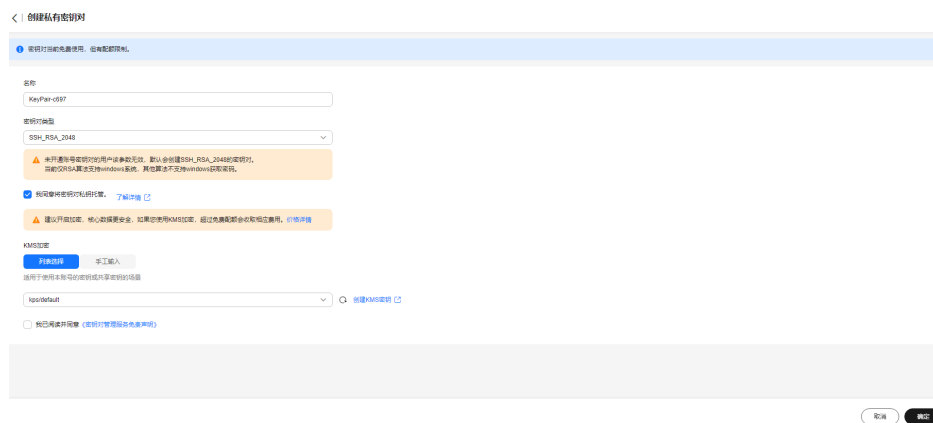 创建私有密钥对
密钥对当前免费使用，但有配额限制。
名称
KeyPair-c697
密钥对类型
SSH_RSA_2048
未开通账号密钥对的用户该参数无效，默认会创建SSH_RSA_2048的密钥对。
当前仅RSA算法支持windows系统，其他算法不支持windows获取密码。
我同意将密钥对私钥托管。 了解详情
建议开启加密，核心数据更安全，如果您使用KMS加密，超过免费配额会收取相应费用。价格详情
KMS加密
列表选择 手工输入
适用于使用本账号的密钥或共享密钥的场景
kps/default 创建KMS密钥
我已阅读并同意 《密钥对管理服务免责声明》
取消 确定